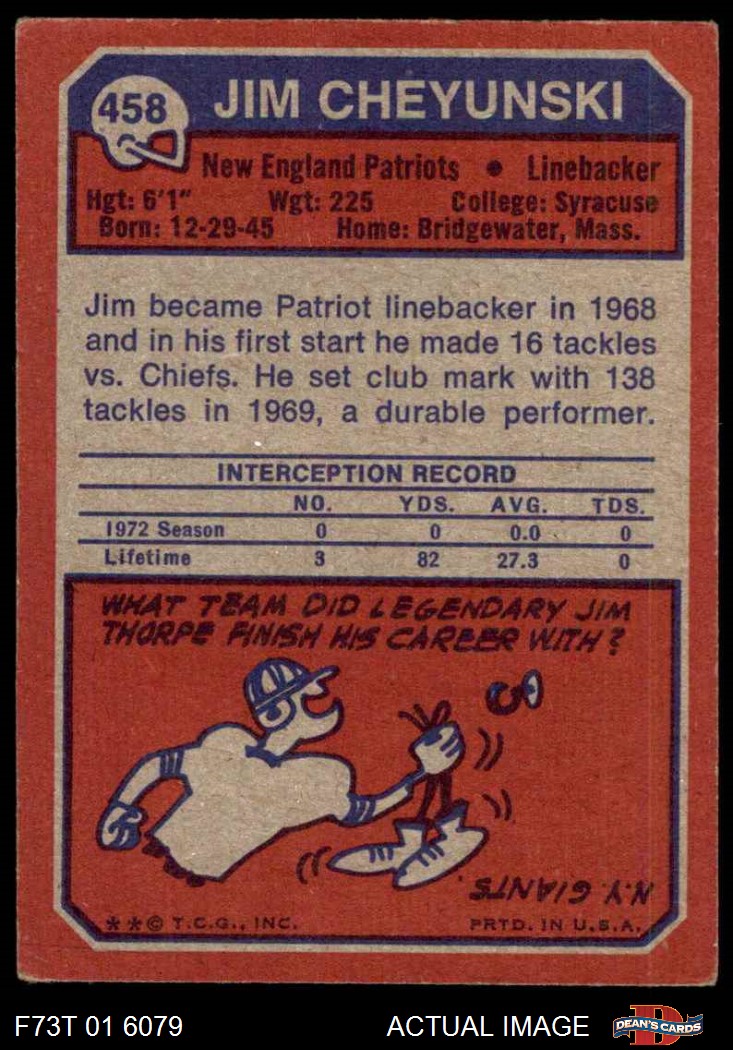 458
JIM CHEYUNSKI
New England Patriots • Linebacker
Hgt: 6'1" Wgt: 225 College: Syracuse
Born: 12-29-45 Home: Bridgewater, Mass.
Jim became Patriot linebacker in 1968
and in his first start he made 16 tackles
vs. Chiefs. He set club mark with 138
tackles in 1969, a durable performer.
INTERCEPTION RECORD
NO. YDS. AVG. TDS.
1972 Season 0 0 0.0 0
Lifetime 3 82 27.3 0
WHAT TEAM DID LEGENDARY JIM
THORPE FINISH HIS CAREER WITH?
N.Y. GIANTS.
**© T.C.G., INC. PRTD. IN U.S.A.
F73T 01 6079 ACTUAL IMAGE D DEAN'S CARDS